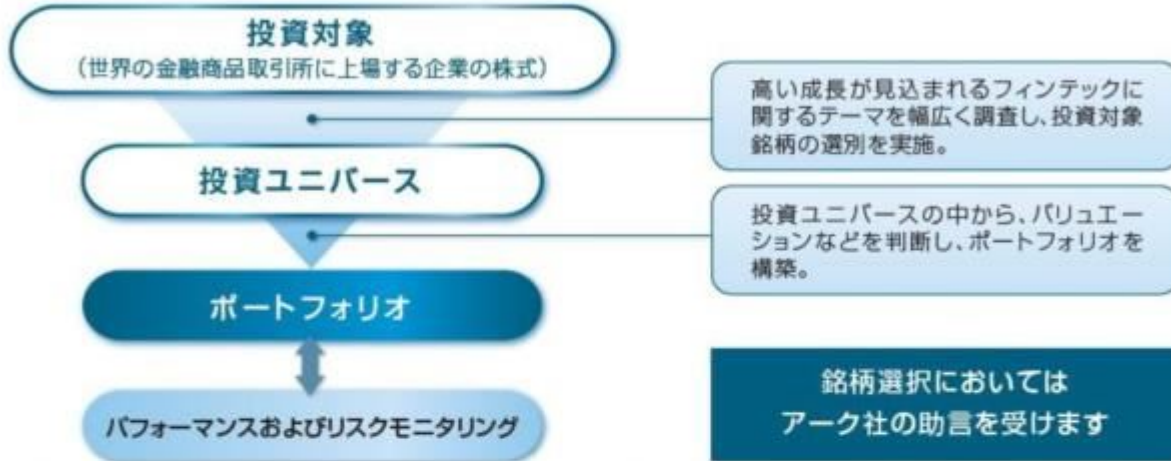 投資対象
（世界の金融商品取引所に上場する企業の株式）
高い成長が見込まれるフィンテックに
関するテーマを幅広く調査し、投資対象
銘柄の選別を実施。
投資ユニバース
投資ユニバースの中から、バリュエー
ションなどを判断し、ポートフォリオを
構築。
ポートフォリオ
パフォーマンスおよびリスクモニタリング
銘柄選択においては
アーク社の助言を受けます